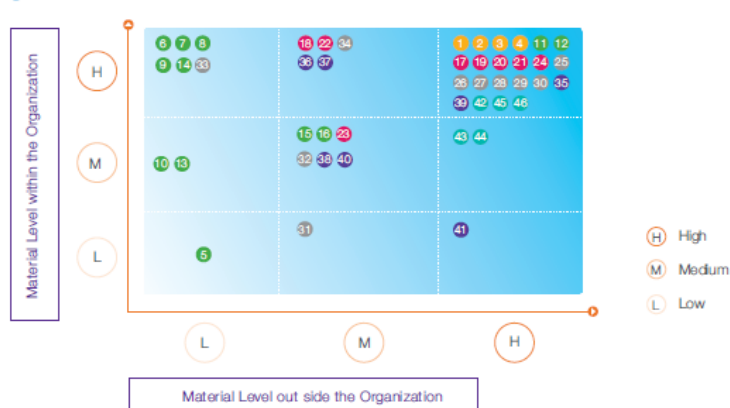 Material Level within the Organization
H
M
L
6 7 8
9 14 33
18 22 34
36 37
1 2 3 4 11 12
17 19 20 21 24 25
26 27 28 29 30 35
39 42 45 46
10 13
15 16 23
32 38 40
43 44
5
31
41
H High
M Medium
L Low
L M H
Material Level out side the Organization